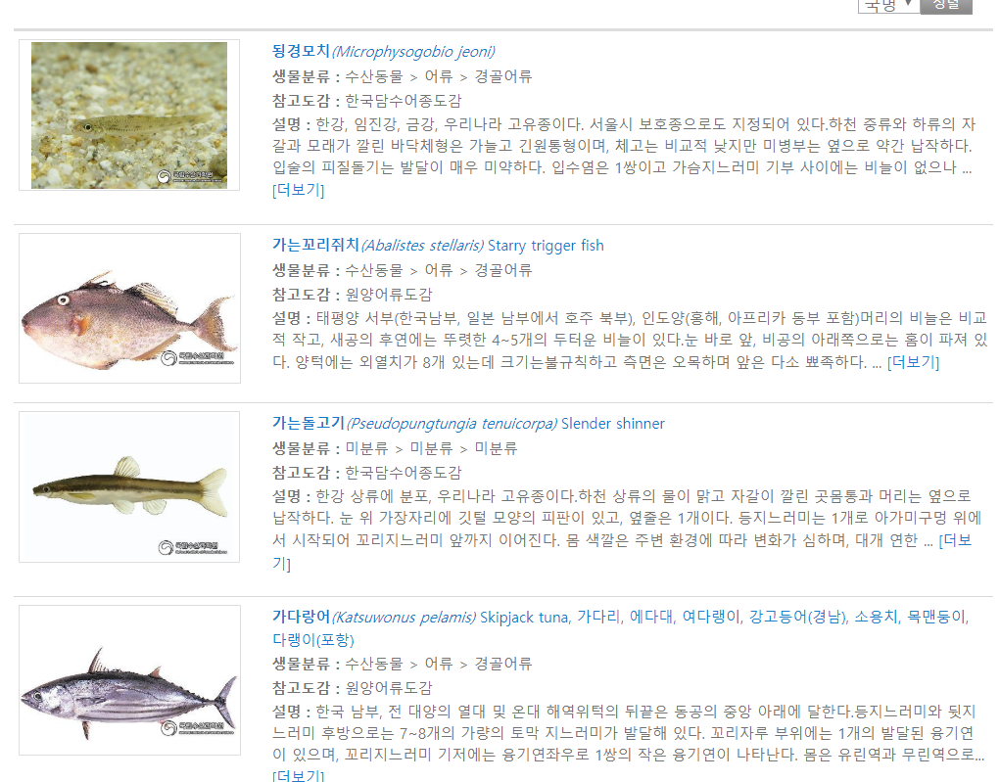 국명 ▼ 정렬
됭경모치(Microphysogobio jeoni)
생물분류 : 수산동물 > 어류 > 경골어류
참고도감 : 한국담수어종도감
설명 : 한강, 임진강, 금강, 우리나라 고유종이다. 서울시 보호종으로도 지정되어 있다.하천 중류와 하류의 자
갈과 모래가 깔린 바닥체형은 가늘고 긴원통형이며, 체고는 비교적 낮지만 미병부는 옆으로 약간 납작하다.
입술의 피질돌기는 발달이 매우 미약하다. 입수염은 1쌍이고 가슴지느러미 기부 사이에는 비늘이 없으나 ...
[더보기]
국립수산과학원
가는꼬리쥐치(Abalistes stellaris) Starry trigger fish
생물분류 : 수산동물 > 어류 > 경골어류
참고도감 : 원양어류도감
설명 : 태평양 서부(한국남부, 일본 남부에서 호주 북부), 인도양(홍해, 아프리카 동부 포함)머리의 비늘은 비교
적 작고, 새공의 후연에는 뚜렷한 4~5개의 두터운 비늘이 있다.눈 바로 앞, 비공의 아래쪽으로는 홈이 파져 있
다. 양턱에는 외열치가 8개 있는데 크기는불규칙하고 측면은 오목하며 앞은 다소 뾰족하다. ... [더보기]
국립수산과학원
가는돌고기(Pseudopungtungia tenuicorpa) Slender shinner
생물분류 : 미분류 > 미분류 > 미분류
참고도감 : 한국담수어종도감
설명 : 한강 상류에 분포, 우리나라 고유종이다.하천 상류의 물이 맑고 자갈이 깔린 곳몸통과 머리는 옆으로
납작하다. 눈 위 가장자리에 깃털 모양의 피판이 있고, 옆줄은 1개이다. 등지느러미는 1개로 아가미구멍 위에
서 시작되어 꼬리지느러미 앞까지 이어진다. 몸 색깔은 주변 환경에 따라 변화가 심하며, 대개 연한 ... [더보
기]
국립수산과학원
가다랑어(Katsuwonus pelamis) Skipjack tuna, 가다리, 에다대, 여다랭이, 강고등어(경남), 소용치, 목맨둥이,
다랭이(포항)
생물분류 : 수산동물 > 어류 > 경골어류
참고도감 : 원양어류도감
설명 : 한국 남부, 전 대양의 열대 및 온대 해역위턱의 뒤끝은 동공의 중앙 아래에 달한다.등지느러미와 뒷지
느러미 후방으로는 7~8개의 가량의 토막 지느러미가 발달해 있다. 꼬리자루 부위에는 1개의 발달된 융기연
이 있으며, 꼬리지느러미 기저에는 융기연좌우로 1쌍의 작은 융기연이 나타난다. 몸은 유린역과 무린역으로...
[더보기]
국립수산과학원